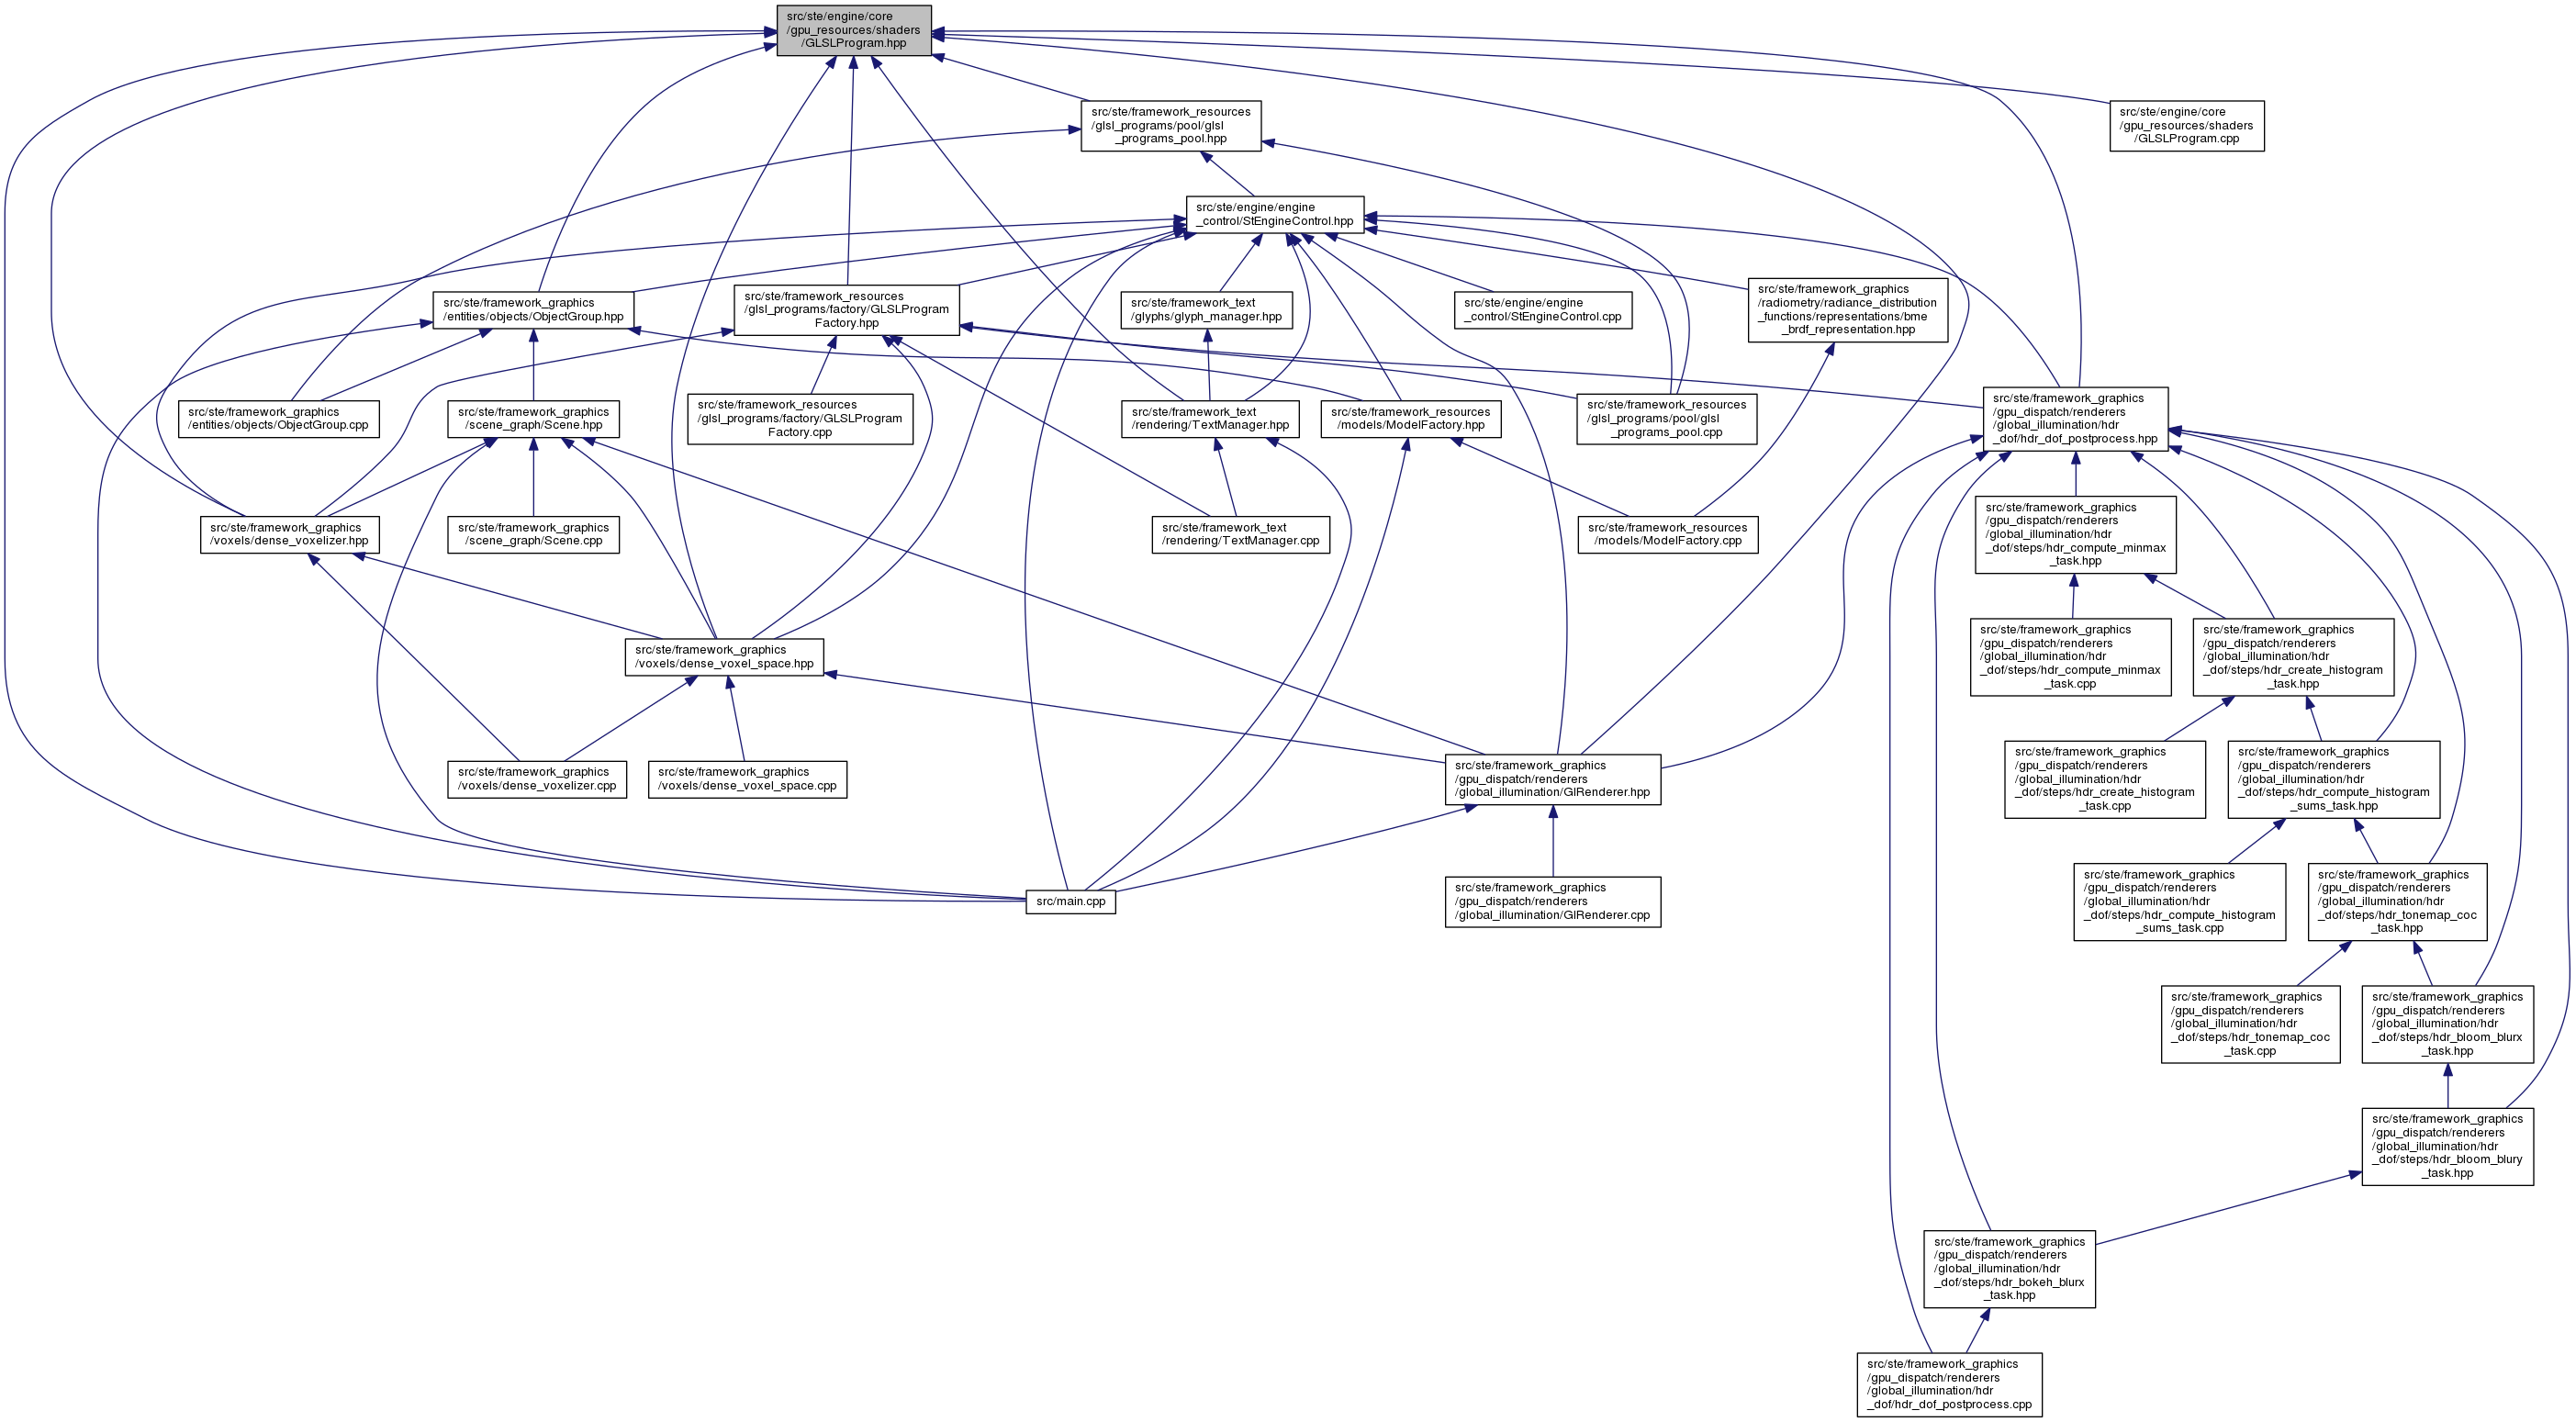 src/ste/engine/core
/gpu_resources/shaders
/GLSLProgram.hpp
src/ste/framework_resources
/glsl_programs/pool/glsl
_programs_pool.hpp
src/ste/engine/core
/gpu_resources/shaders
/GLSLProgram.cpp
src/ste/engine/engine
_control/StEngineControl.hpp
src/ste/framework_graphics
/entities/objects/ObjectGroup.hpp
src/ste/framework_resources
/glsl_programs/factory/GLSLProgram
Factory.hpp
src/ste/framework_text
/glyphs/glyph_manager.hpp
src/ste/engine/engine
_control/StEngineControl.cpp
src/ste/framework_graphics
/radiometry/radiance_distribution
_functions/representations/bme
_brdf_representation.hpp
src/ste/framework_graphics
/entities/objects/ObjectGroup.cpp
src/ste/framework_graphics
/scene_graph/Scene.hpp
src/ste/framework_resources
/glsl_programs/factory/GLSLProgram
Factory.cpp
src/ste/framework_text
/rendering/TextManager.hpp
src/ste/framework_resources
/models/ModelFactory.hpp
src/ste/framework_resources
/glsl_programs/pool/glsl
_programs_pool.cpp
src/ste/framework_graphics
/gpu_dispatch/renderers
/global_illumination/hdr
_dof/hdr_dof_postprocess.hpp
src/ste/framework_graphics
/voxels/dense_voxelizer.hpp
src/ste/framework_graphics
/scene_graph/Scene.cpp
src/ste/framework_text
/rendering/TextManager.cpp
src/ste/framework_resources
/models/ModelFactory.cpp
src/ste/framework_graphics
/gpu_dispatch/renderers
/global_illumination/hdr
_dof/steps/hdr_compute_minmax
_task.hpp
src/ste/framework_graphics
/voxels/dense_voxel_space.hpp
src/ste/framework_graphics
/gpu_dispatch/renderers
/global_illumination/hdr
_dof/steps/hdr_compute_minmax
_task.cpp
src/ste/framework_graphics
/gpu_dispatch/renderers
/global_illumination/hdr
_dof/steps/hdr_create_histogram
_task.hpp
src/ste/framework_graphics
/voxels/dense_voxelizer.cpp
src/ste/framework_graphics
/voxels/dense_voxel_space.cpp
src/ste/framework_graphics
/gpu_dispatch/renderers
/global_illumination/GIRenderer.hpp
src/ste/framework_graphics
/gpu_dispatch/renderers
/global_illumination/hdr
_dof/steps/hdr_create_histogram
_task.cpp
src/ste/framework_graphics
/gpu_dispatch/renderers
/global_illumination/hdr
_dof/steps/hdr_compute_histogram
_sums_task.hpp
src/main.cpp
src/ste/framework_graphics
/gpu_dispatch/renderers
/global_illumination/GIRenderer.cpp
src/ste/framework_graphics
/gpu_dispatch/renderers
/global_illumination/hdr
_dof/steps/hdr_compute_histogram
_sums_task.cpp
src/ste/framework_graphics
/gpu_dispatch/renderers
/global_illumination/hdr
_dof/steps/hdr_tonemap_coc
_task.hpp
src/ste/framework_graphics
/gpu_dispatch/renderers
/global_illumination/hdr
_dof/steps/hdr_tonemap_coc
_task.cpp
src/ste/framework_graphics
/gpu_dispatch/renderers
/global_illumination/hdr
_dof/steps/hdr_bloom_blurx
_task.hpp
src/ste/framework_graphics
/gpu_dispatch/renderers
/global_illumination/hdr
_dof/steps/hdr_bloom_blury
_task.hpp
src/ste/framework_graphics
/gpu_dispatch/renderers
/global_illumination/hdr
_dof/steps/hdr_bokeh_blurx
_task.hpp
src/ste/framework_graphics
/gpu_dispatch/renderers
/global_illumination/hdr
_dof/hdr_dof_postprocess.cpp